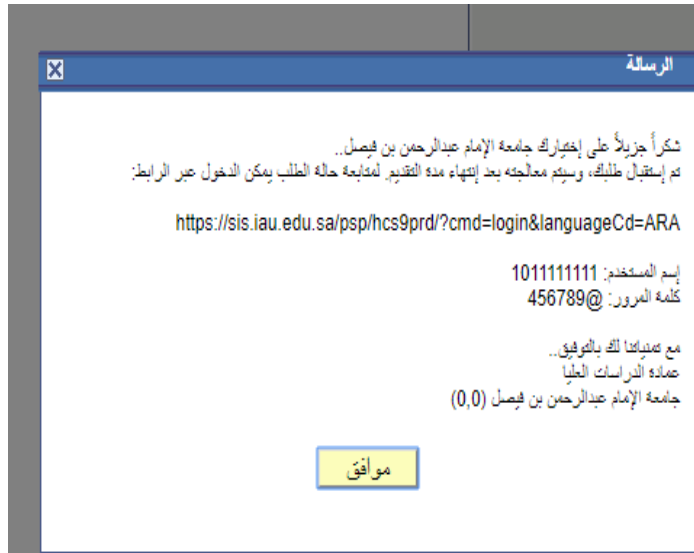 الرسالة
شكراً جزيلاً على إختيارك جامعة الإمام عبدالرحمن بن فيصل..
تم إستقبال طلبك، وسيتم معالجته بعد إنتهاء مدة التقديم. لمتابعة حالة الطلب يمكن الدخول عبر الرابط:
https://sis.iau.edu.sa/psp/hcs9prd/?cmd=login&languageCd=ARA
إسم المستخدم: 1011111111
كلمة المرور: @456789
مع تمنياتنا لك بالتوفيق..
عمادة الدراسات العليا
جامعة الإمام عبدالرحمن بن فيصل (0,0)
موافق